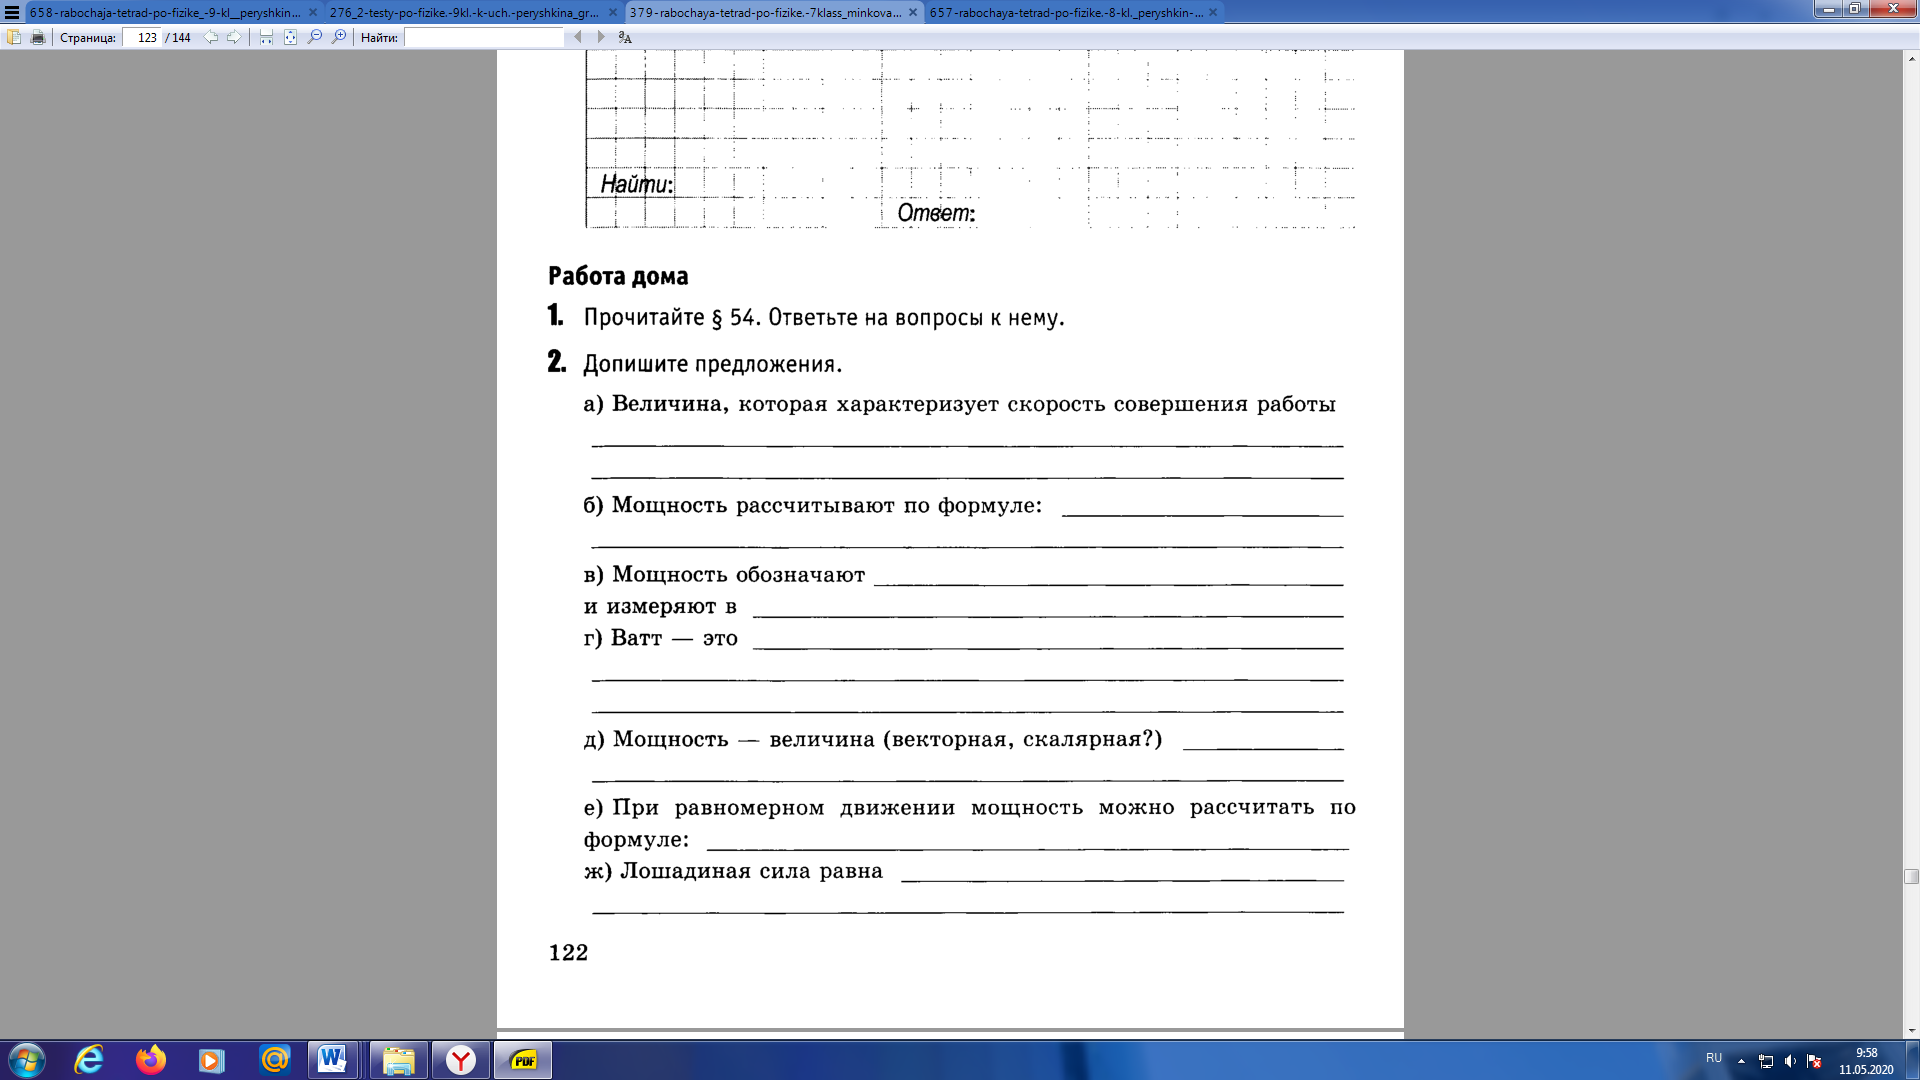 658-rabochaja-tetrad-po-fizike_-9-kl__peryshkin...
276_2-testy-po-fizike.-9kl.-k-uch.-peryshkina_gr...
379-rabochaya-tetrad-po-fizike.-7klass_minkova...
657-rabochaya-tetrad-po-fizike.-8-kl._peryshkin-...
Страница: 123 / 144 Найти:
Найти:
Ответ:
Работа дома
1. Прочитайте § 54. Ответьте на вопросы к нему.
2. Допишите предложения.
а) Величина, которая характеризует скорость совершения работы
б) Мощность рассчитывают по формуле:
в) Мощность обозначают
и измеряют в
г) Ватт — это
д) Мощность — величина (векторная, скалярная?)
е) При равномерном движении мощность можно рассчитать по
формуле:
ж) Лошадиная сила равна
122
PDF
RU
9:58
11.05.2020